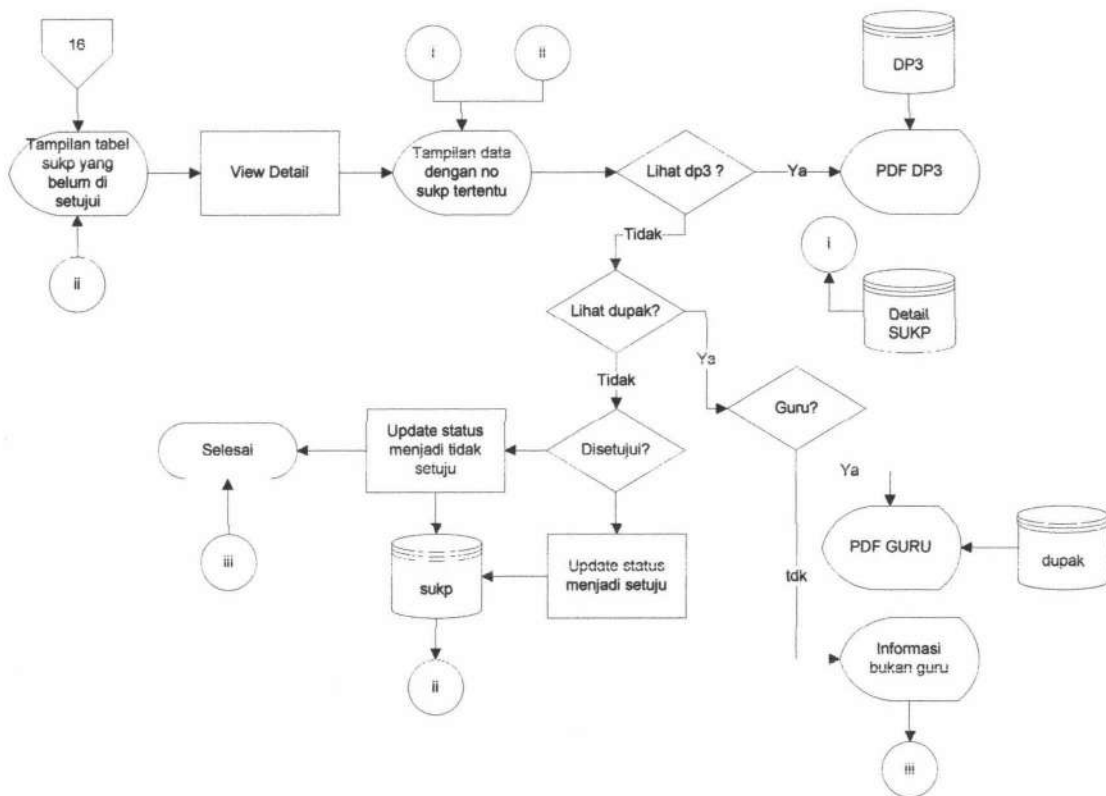 16
i
ii
DP3
Tampilan tabel
sukp yang
belum di
setujui
View Detail
Tampilan data
dengan no
sukp tertentu
Lihat dp3 ?
Ya
PDF DP3
Tidak
i
ii
Lihat dupak?
Detail
SUKP
Ya
Tidak
Guru?
Selesai
Update status
menjadi tidak
setuju
Disetujui?
Ya
iii
sukp
Update status
menjadi setuju
PDF GURU
dupak
tdk
ii
Informasi
bukan guru
iii